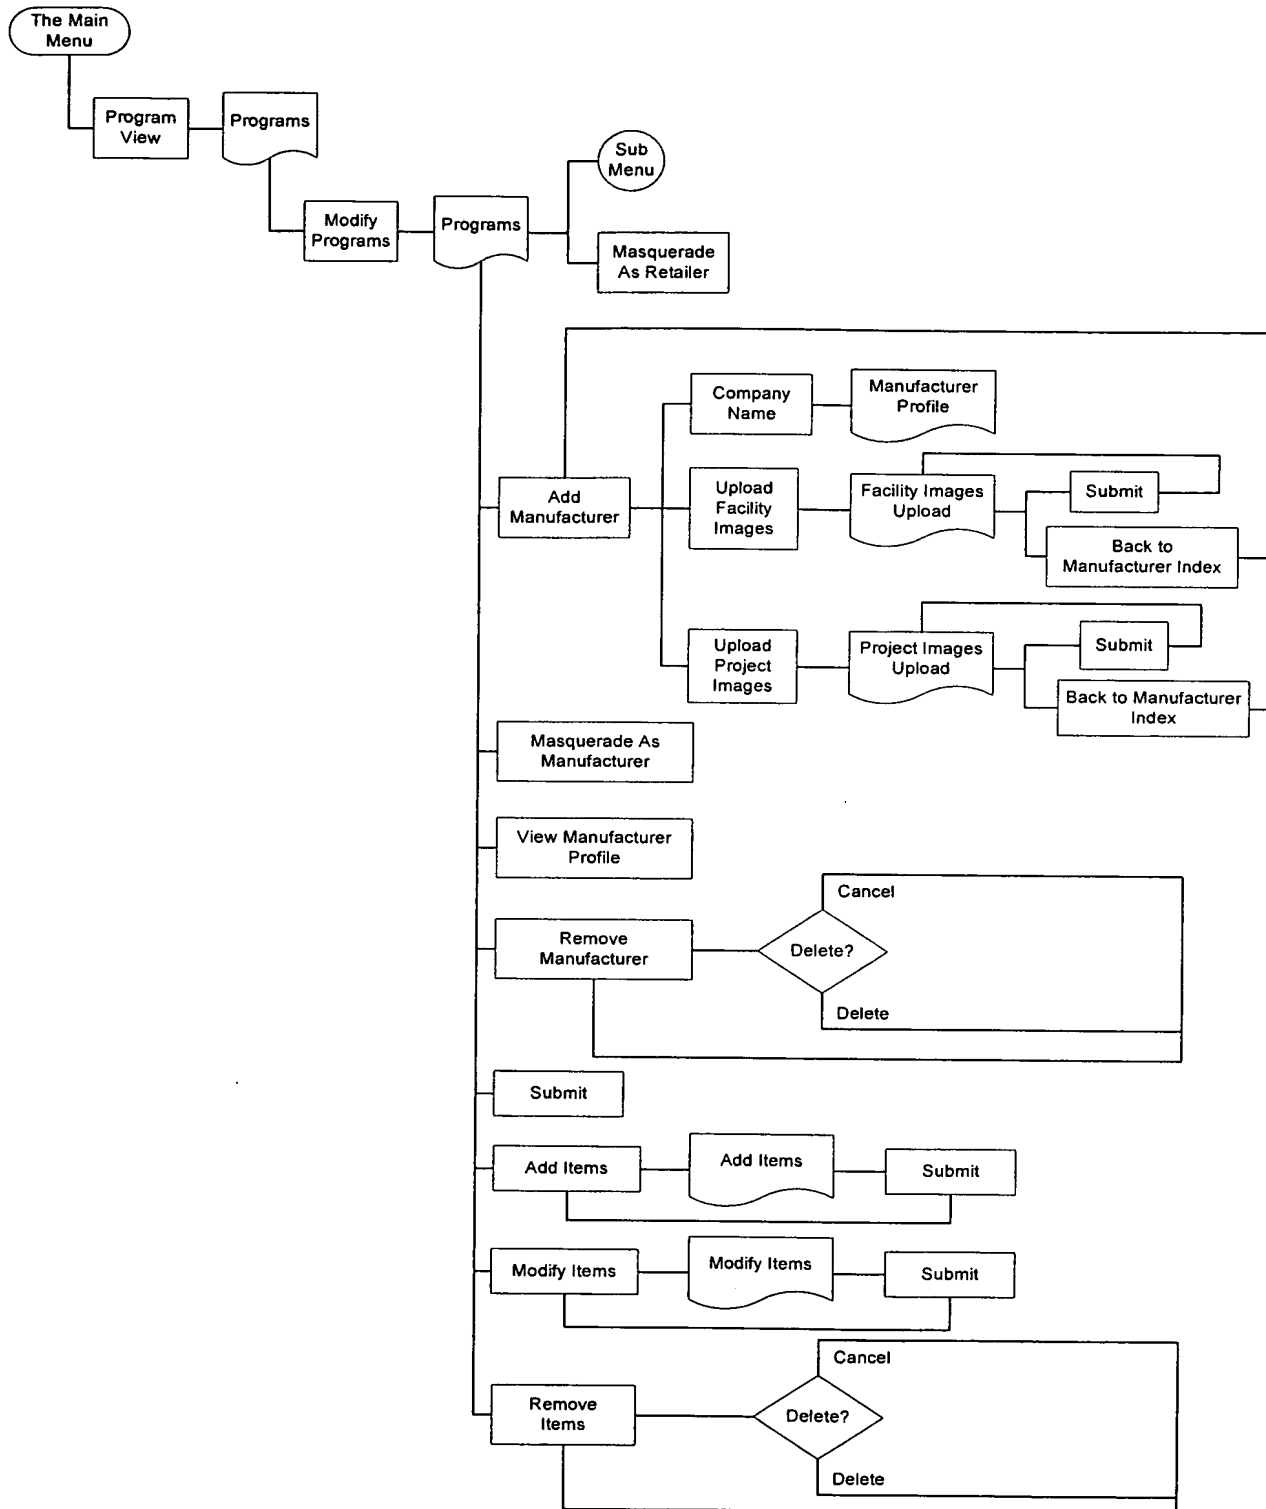 The Main
Menu
Program
View
Programs
Sub
Menu
Modify
Programs
Programs
Masquerade
As Retailer
Company
Name
Manufacturer
Profile
Add
Manufacturer
Upload
Facility
Images
Facility Images
Upload
Submit
Back to
Manufacturer Index
Upload
Project
Images
Project Images
Upload
Submit
Back to Manufacturer
Index
Masquerade As
Manufacturer
View Manufacturer
Profile
Cancel
Remove
Manufacturer
Delete?
Delete
Submit
Add Items
Add Items
Submit
Modify Items
Modify Items
Submit
Cancel
Remove
Items
Delete?
Delete